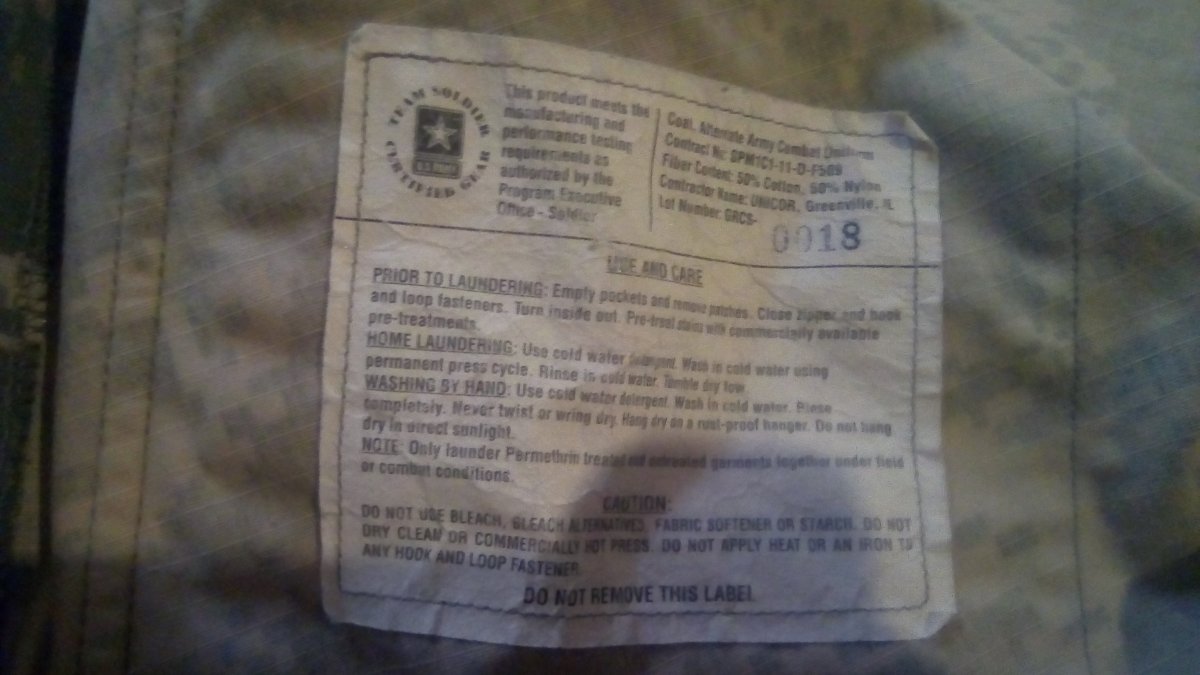 TEAM SOLDIER
CERTIFIED GEAR
U.S. ARMY
This product meets the
manufacturing and
performance testing
requirements as
authorized by the
Program Executive
Office - Soldier
Coat, Alternate Army Combat Uniform
Contract Nr: SPM1C1-11-D-F509
Fiber Content: 50% Cotton, 50% Nylon
Contractor Name: UNICOR, Greenville, IL
Lot Number: GRCS-
0018
USE AND CARE
PRIOR TO LAUNDERING: Empty pockets and remove patches. Close zipper and hook
and loop fasteners. Turn inside out. Pre-treat stains with commercially available
pre-treatments.
HOME LAUNDERING: Use cold water detergent. Wash in cold water using
permanent press cycle. Rinse in cold water. Tumble dry low.
WASHING BY HAND: Use cold water detergent. Wash in cold water. Rinse
completely. Never twist or wring dry. Hang dry on a rust-proof hanger. Do not hang
dry in direct sunlight.
NOTE: Only launder Permethrin treated and untreated garments together under field
or combat conditions.
CAUTION:
DO NOT USE BLEACH, BLEACH ALTERNATIVES, FABRIC SOFTENER OR STARCH. DO NOT
DRY CLEAN OR COMMERCIALLY HOT PRESS. DO NOT APPLY HEAT OR AN IRON TO
ANY HOOK AND LOOP FASTENER.
DO NOT REMOVE THIS LABEL